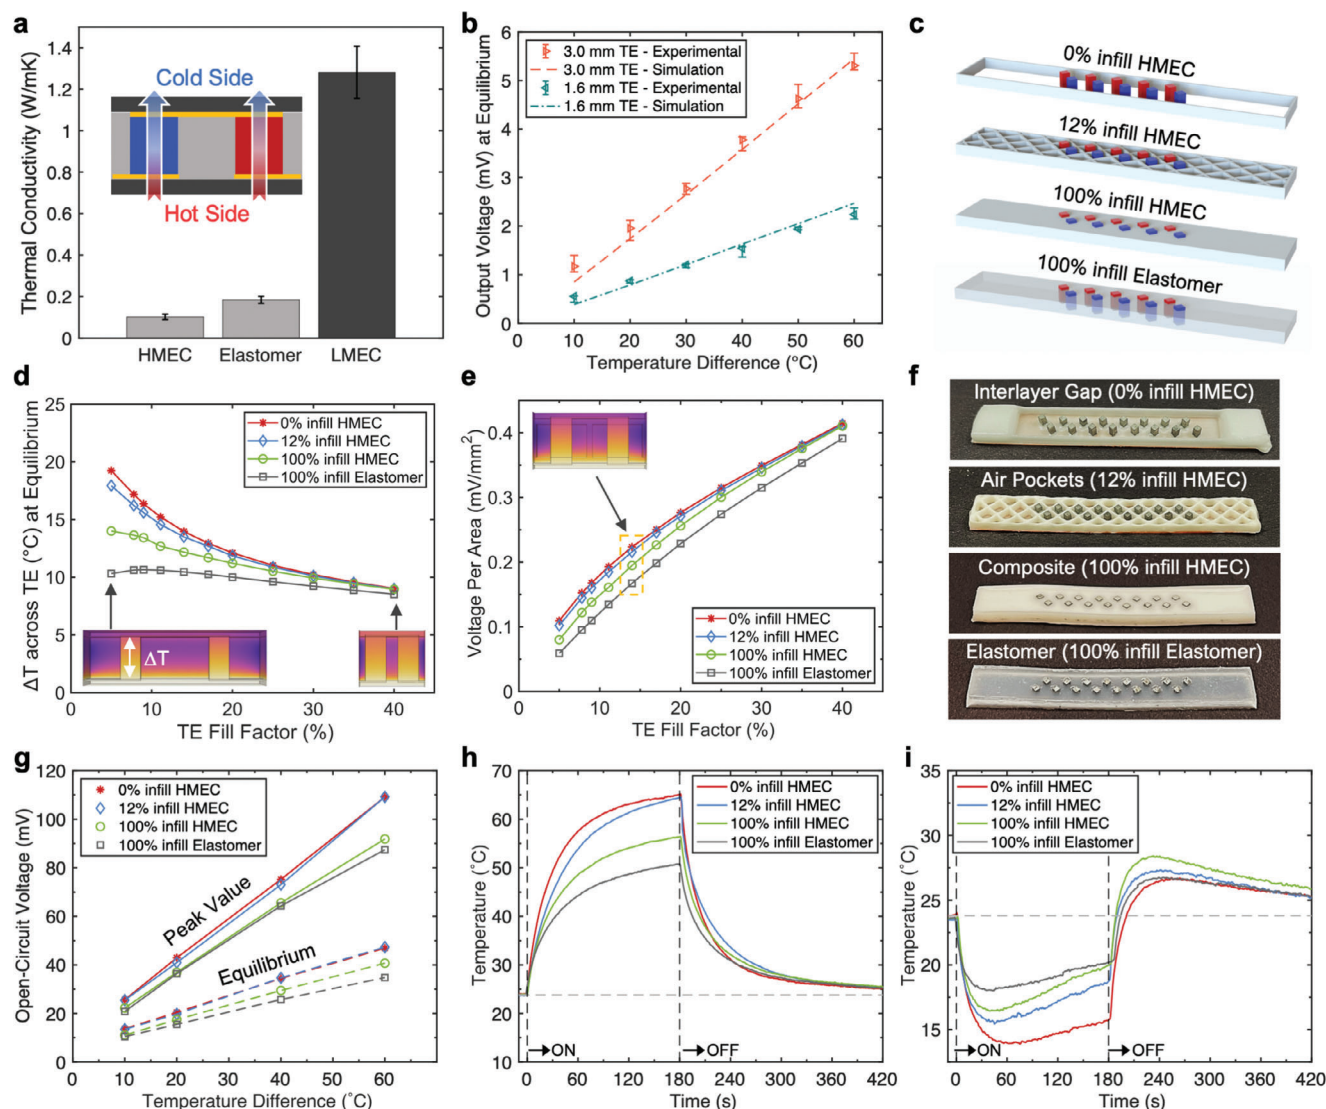 a
Thermal Conductivity (W/mK)
1.4
1.2
1
0.8
0.6
0.4
0.2
0
Cold Side
Hot Side
HMEC Elastomer LMEC
b
Output Voltage (mV) at Equilibrium
6
5
4
3
2
1
0
3.0 mm TE - Experimental
3.0 mm TE - Simulation
1.6 mm TE - Experimental
1.6 mm TE - Simulation
10 20 30 40 50 60
Temperature Difference (°C)
c
0% infill HMEC
12% infill HMEC
100% infill HMEC
100% infill Elastomer
d
ΔT across TE (°C) at Equilibrium
25
20
15
10
5
0
0% infill HMEC
12% infill HMEC
100% infill HMEC
100% infill Elastomer
ΔT
0 10 20 30 40
TE Fill Factor (%)
e
Voltage Per Area (mV/mm²)
0.4
0.3
0.2
0.1
0
0% infill HMEC
12% infill HMEC
100% infill HMEC
100% infill Elastomer
0 10 20 30 40
TE Fill Factor (%)
f
Interlayer Gap (0% infill HMEC)
Air Pockets (12% infill HMEC)
Composite (100% infill HMEC)
Elastomer (100% infill Elastomer)
g
Open-Circuit Voltage (mV)
120
100
80
60
40
20
0
0% infill HMEC
12% infill HMEC
100% infill HMEC
100% infill Elastomer
Peak Value
Equilibrium
10 20 30 40 50 60
Temperature Difference (°C)
h
Temperature (°C)
70
60
50
40
30
20
10
0% infill HMEC
12% infill HMEC
100% infill HMEC
100% infill Elastomer
ON
OFF
0 60 120 180 240 300 360 420
Time (s)
i
Temperature (°C)
35
30
25
20
15
0% infill HMEC
12% infill HMEC
100% infill HMEC
100% infill Elastomer
ON
OFF
0 60 120 180 240 300 360 420
Time (s)